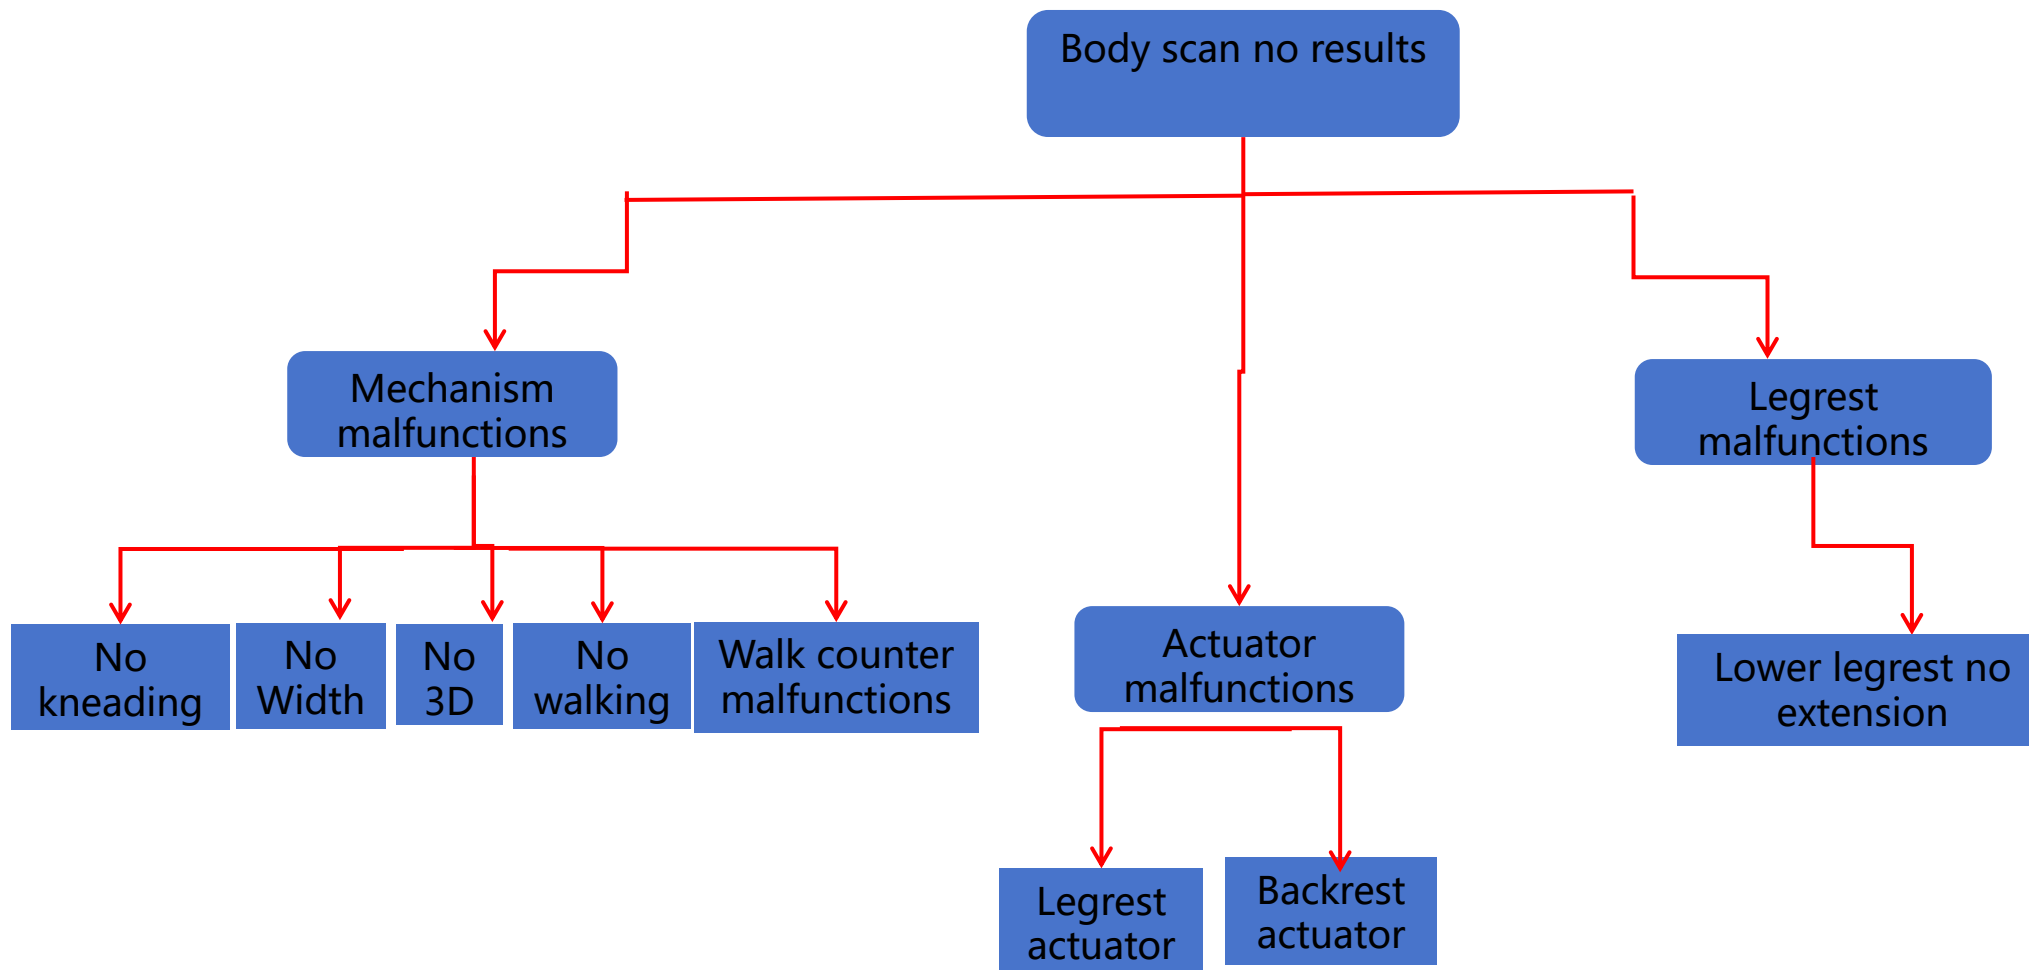 Body scan no results
Mechanism
malfunctions
Legrest
malfunctions
No
kneading
No
Width
No
3D
No
walking
Walk counter
malfunctions
Actuator
malfunctions
Lower legrest no
extension
Legrest
actuator
Backrest
actuator